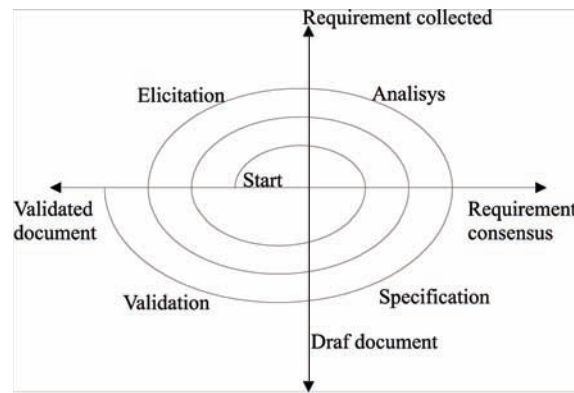 Requirement collected
Elicitation
Analisys
Start
Validated
document
Requirement
consensus
Validation
Specification
Draf document